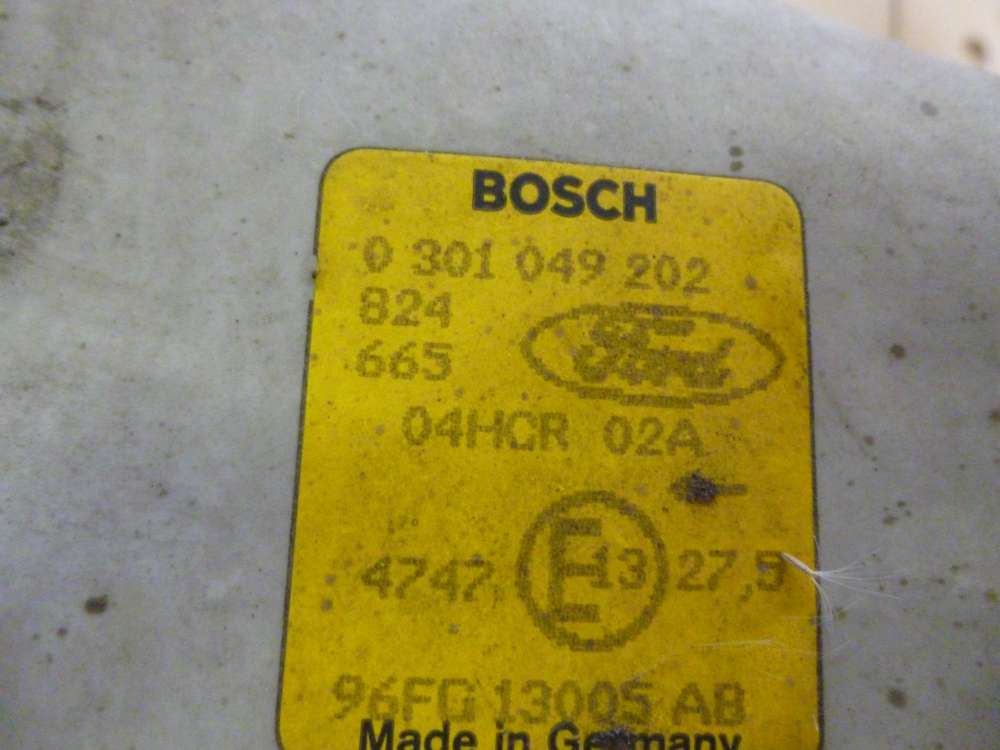 BOSCH
0 301 049 202
824
665
Ford
04HCR 02A
4747 E13 27,5
96FG 13005 AB
Made in Germany